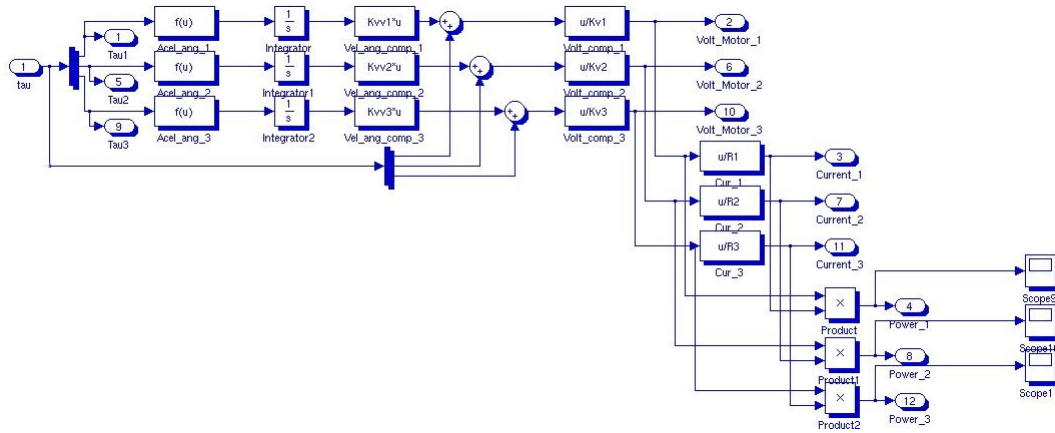 f(u)
1
s
Kvv1*u
+
+
u/Kv1
2
1
Acel_ang_1
Integrator
Vel_ang_comp_1
Volt_comp_1
Volt_Motor_1
Tau1
1
f(u)
1
s
Kvv2*u
+
+
u/Kv2
6
tau
5
Acel_ang_2
Integrator1
Vel_ang_comp_2
Volt_comp_2
Volt_Motor_2
Tau2
f(u)
1
s
Kvv3*u
+
+
u/Kv3
10
9
Acel_ang_3
Integrator2
Vel_ang_comp_3
Volt_comp_3
Volt_Motor_3
Tau3
u/R1
3
Cur_1
Current_1
u/R2
7
Cur_2
Current_2
u/R3
11
Cur_3
Current_3
×
4
Scope9
Product
Power_1
×
8
Product1
Power_2
×
12
Scope1
Product2
Power_3